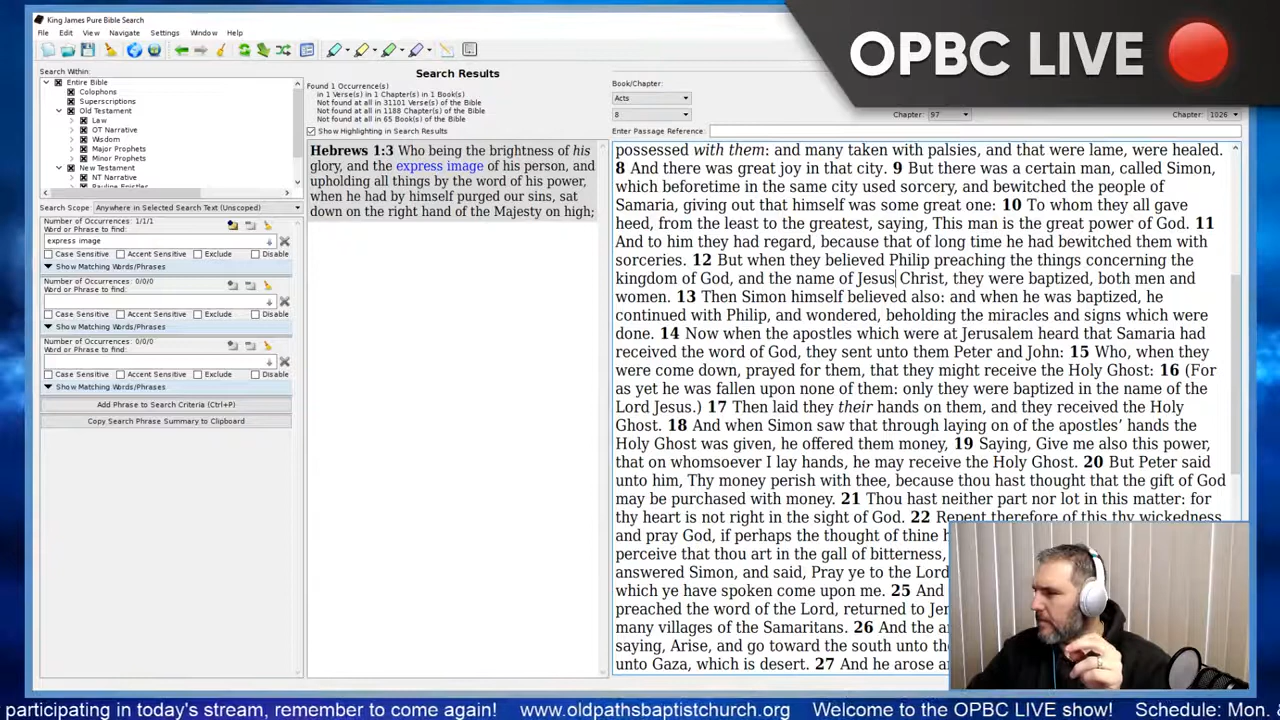 King James Pure Bible Search
File Edit View Navigate Settings Window Help
OPBC LIVE
Search Within:
Entire Bible
Colophons
Superscriptions
Old Testament
Law
OT Narrative
Wisdom
Major Prophets
Minor Prophets
New Testament
NT Narrative
Pauline Epistles
Search Scope: Anywhere in Selected Search Text (Unscoped)
Number of Occurrences: 1/1/1
Word or Phrase to find:
express image
Case Sensitive Accent Sensitive Exclude Disable
Show Matching Words/Phrases
Number of Occurrences: 0/0/0
Word or Phrase to find:
Case Sensitive Accent Sensitive Exclude Disable
Show Matching Words/Phrases
Number of Occurrences: 0/0/0
Word or Phrase to find:
Case Sensitive Accent Sensitive Exclude Disable
Show Matching Words/Phrases
Add Phrase to Search Criteria (Ctrl+P)
Copy Search Phrase Summary to Clipboard
Search Results
Found 1 Occurrence(s)
in 1 Verse(s) in 1 Chapter(s) in 1 Book(s)
Not found at all in 31101 Verse(s) of the Bible
Not found at all in 1188 Chapter(s) of the Bible
Not found at all in 65 Book(s) of the Bible
Show Highlighting in Search Results
Hebrews 1:3 Who being the brightness of his
glory, and the express image of his person, and
upholding all things by the word of his power,
when he had by himself purged our sins, sat
down on the right hand of the Majesty on high;
Book/Chapter:
Acts
8 Chapter: 97 Chapter: 1026
Enter Passage Reference:
possessed with them: and many taken with palsies, and that were lame, were healed.
8 And there was great joy in that city. 9 But there was a certain man, called Simon,
which beforetime in the same city used sorcery, and bewitched the people of
Samaria, giving out that himself was some great one: 10 To whom they all gave
heed, from the least to the greatest, saying, This man is the great power of God. 11
And to him they had regard, because that of long time he had bewitched them with
sorceries. 12 But when they believed Philip preaching the things concerning the
kingdom of God, and the name of Jesus Christ, they were baptized, both men and
women. 13 Then Simon himself believed also: and when he was baptized, he
continued with Philip, and wondered, beholding the miracles and signs which were
done. 14 Now when the apostles which were at Jerusalem heard that Samaria had
received the word of God, they sent unto them Peter and John: 15 Who, when they
were come down, prayed for them, that they might receive the Holy Ghost: 16 (For
as yet he was fallen upon none of them: only they were baptized in the name of the
Lord Jesus.) 17 Then laid they their hands on them, and they received the Holy
Ghost. 18 And when Simon saw that through laying on of the apostles’ hands the
Holy Ghost was given, he offered them money, 19 Saying, Give me also this power,
that on whomsoever I lay hands, he may receive the Holy Ghost. 20 But Peter said
unto him, Thy money perish with thee, because thou hast thought that the gift of God
may be purchased with money. 21 Thou hast neither part nor lot in this matter: for
thy heart is not right in the sight of God. 22 Repent therefore of this thy wickedness,
and pray God, if perhaps the thought of thine h
perceive that thou art in the gall of bitterness,
answered Simon, and said, Pray ye to the Lord
which ye have spoken come upon me. 25 And
preached the word of the Lord, returned to Jer
many villages of the Samaritans. 26 And the a
saying, Arise, and go toward the south unto the
unto Gaza, which is desert. 27 And he arose a
participating in today's stream, remember to come again! www.oldpathsbaptistchurch.org Welcome to the OPBC LIVE show! Schedule: Mon.